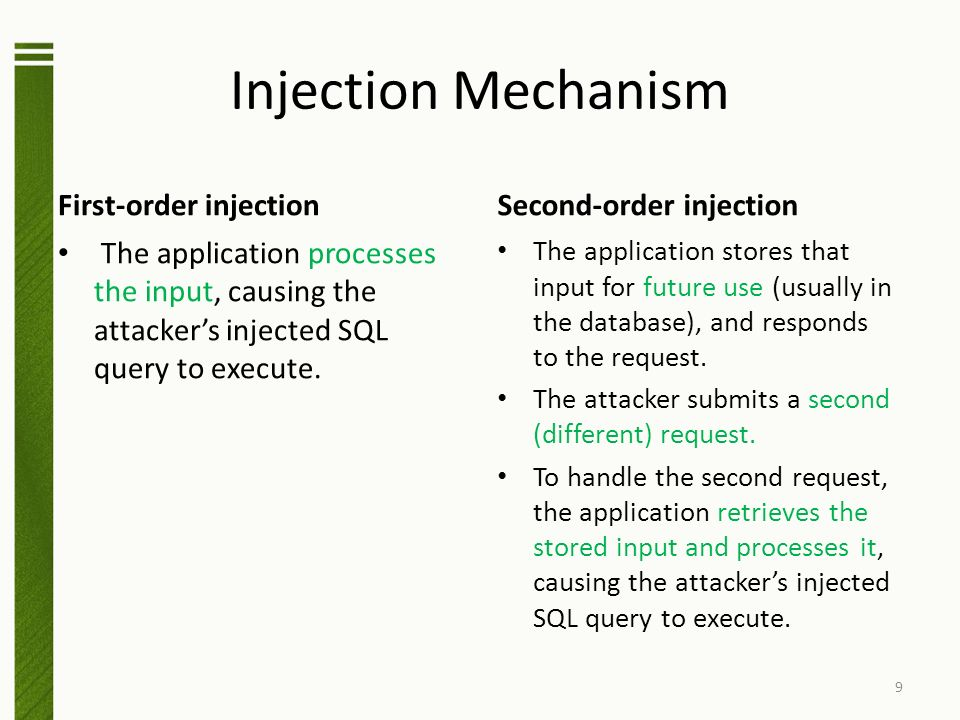 Injection Mechanism
First-order injection
• The application processes
the input, causing the
attacker’s injected SQL
query to execute.
Second-order injection
• The application stores that
input for future use (usually in
the database), and responds
to the request.
• The attacker submits a second
(different) request.
• To handle the second request,
the application retrieves the
stored input and processes it,
causing the attacker’s injected
SQL query to execute.
9